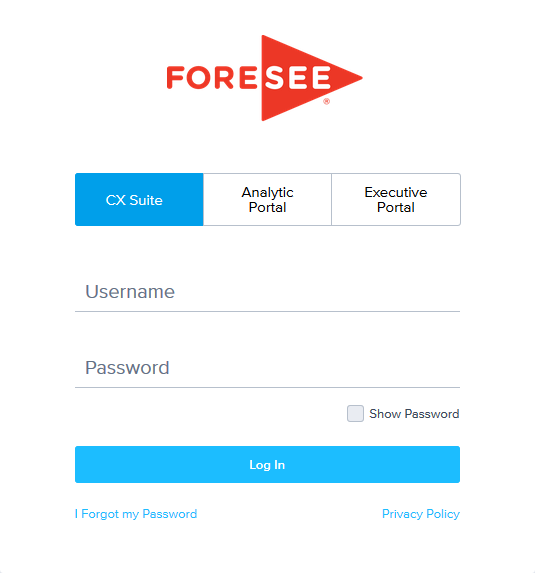 FORESEE
®
CX Suite
Analytic
Portal
Executive
Portal
Username
Password
Show Password
Log In
I Forgot my Password
Privacy Policy